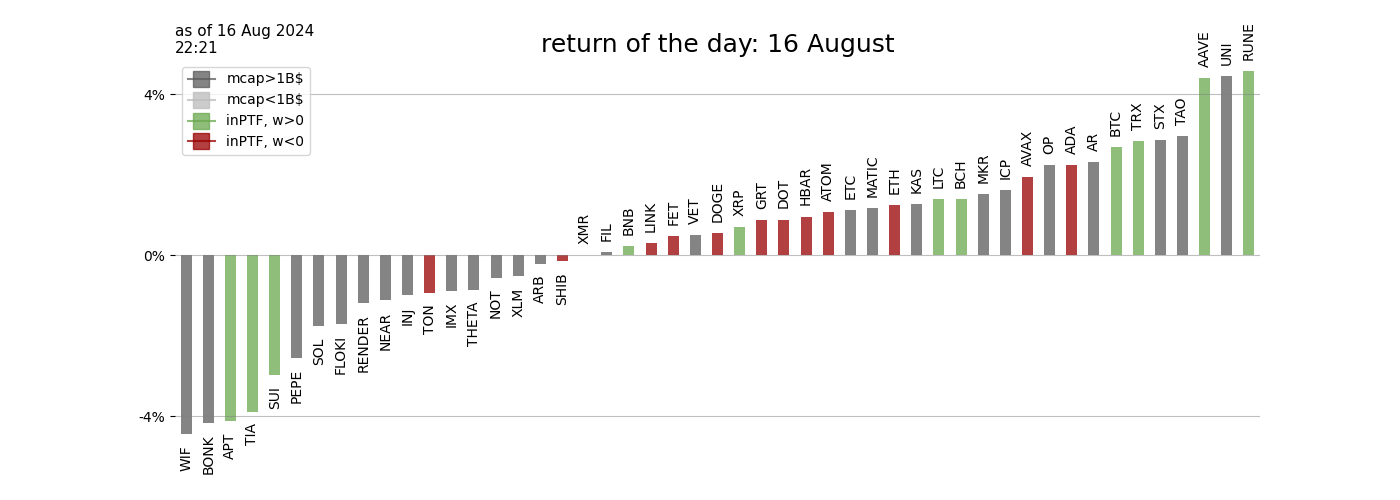 as of 16 Aug 2024
22:21
return of the day: 16 August
mcap>1B$
mcap<1B$
inPTF, w>0
inPTF, w<0
4%
0%
-4%
WIF
BONK
APT
TIA
SUI
PEPE
SOL
FLOKI
RENDER
NEAR
INJ
TON
IMX
THETA
NOT
XLM
ARB
SHIB
XMR
FIL
BNB
LINK
FET
VET
DOGE
XRP
GRT
DOT
HBAR
ATOM
ETC
MATIC
ETH
KAS
LTC
BCH
MKR
ICP
AVAX
OP
ADA
AR
BTC
TRX
STX
TAO
AAVE
UNI
RUNE